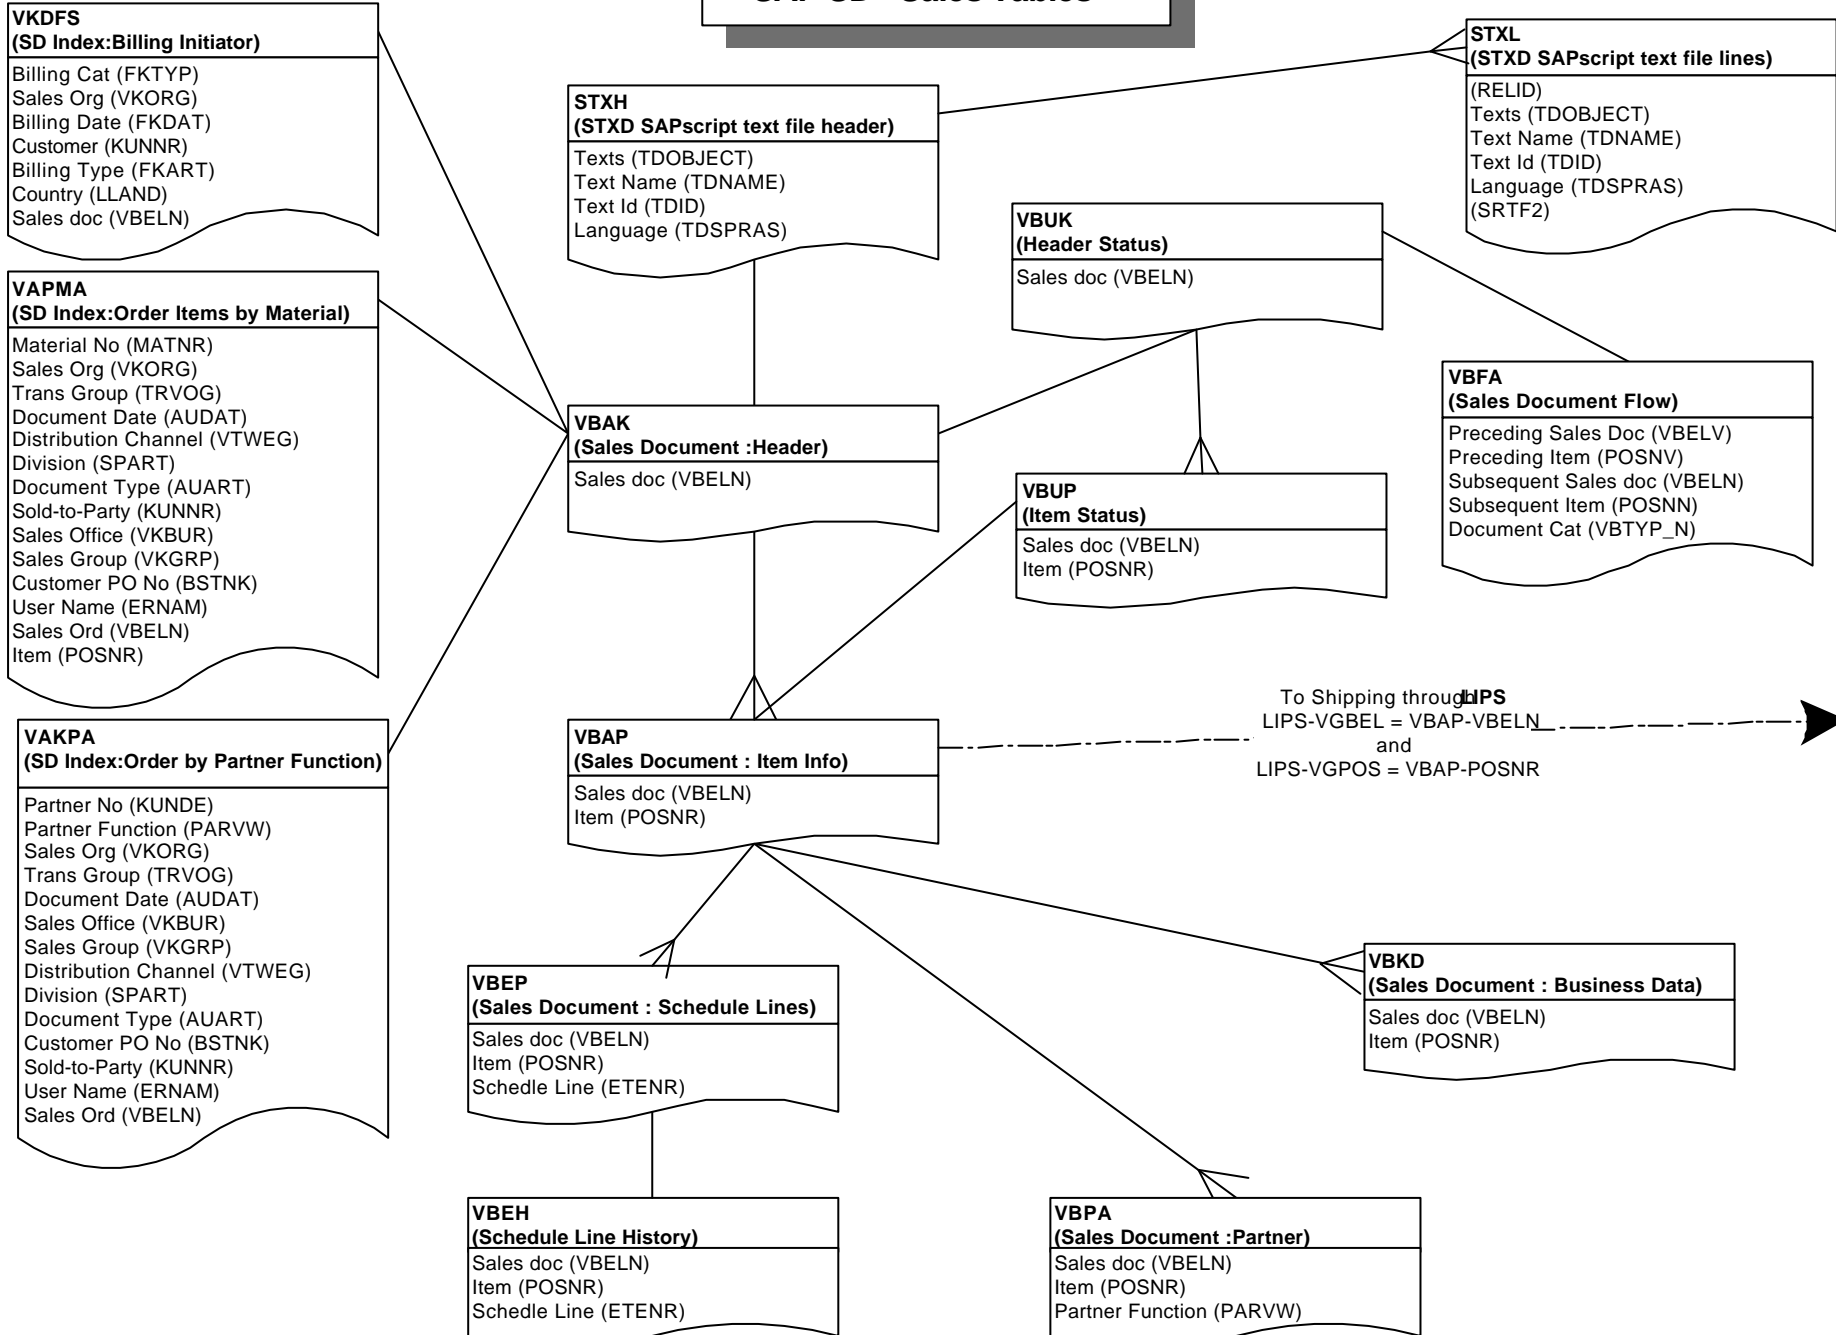 SAP SD - Sales Tables
VKDFS
(SD Index:Billing Initiator)
Billing Cat (FKTYP)
Sales Org (VKORG)
Billing Date (FKDAT)
Customer (KUNNR)
Billing Type (FKART)
Country (LLAND)
Sales doc (VBELN)
STXH
(STXD SAPscript text file header)
Texts (TDOBJECT)
Text Name (TDNAME)
Text Id (TDID)
Language (TDSPRAS)
STXL
(STXD SAPscript text file lines)
(RELID)
Texts (TDOBJECT)
Text Name (TDNAME)
Text Id (TDID)
Language (TDSPRAS)
(SRTF2)
VBUK
(Header Status)
Sales doc (VBELN)
VAPMA
(SD Index:Order Items by Material)
Material No (MATNR)
Sales Org (VKORG)
Trans Group (TRVOG)
Document Date (AUDAT)
Distribution Channel (VTWEG)
Division (SPART)
Document Type (AUART)
Sold-to-Party (KUNNR)
Sales Office (VKBUR)
Sales Group (VKGRP)
Customer PO No (BSTNK)
User Name (ERNAM)
Sales Ord (VBELN)
Item (POSNR)
VBAK
(Sales Document :Header)
Sales doc (VBELN)
VBUP
(Item Status)
Sales doc (VBELN)
Item (POSNR)
VBFA
(Sales Document Flow)
Preceding Sales Doc (VBELV)
Preceding Item (POSNV)
Subsequent Sales doc (VBELN)
Subsequent Item (POSNN)
Document Cat (VBTYP_N)
VAKPA
(SD Index:Order by Partner Function)
Partner No (KUNDE)
Partner Function (PARVW)
Sales Org (VKORG)
Trans Group (TRVOG)
Document Date (AUDAT)
Sales Office (VKBUR)
Sales Group (VKGRP)
Distribution Channel (VTWEG)
Division (SPART)
Document Type (AUART)
Customer PO No (BSTNK)
Sold-to-Party (KUNNR)
User Name (ERNAM)
Sales Ord (VBELN)
VBAP
(Sales Document : Item Info)
Sales doc (VBELN)
Item (POSNR)
To Shipping through LIPS
LIPS-VGBEL = VBAP-VBELN
and
LIPS-VGPOS = VBAP-POSNR
VBEP
(Sales Document : Schedule Lines)
Sales doc (VBELN)
Item (POSNR)
Schedle Line (ETENR)
VBKD
(Sales Document : Business Data)
Sales doc (VBELN)
Item (POSNR)
VBEH
(Schedule Line History)
Sales doc (VBELN)
Item (POSNR)
Schedle Line (ETENR)
VBPA
(Sales Document :Partner)
Sales doc (VBELN)
Item (POSNR)
Partner Function (PARVW)